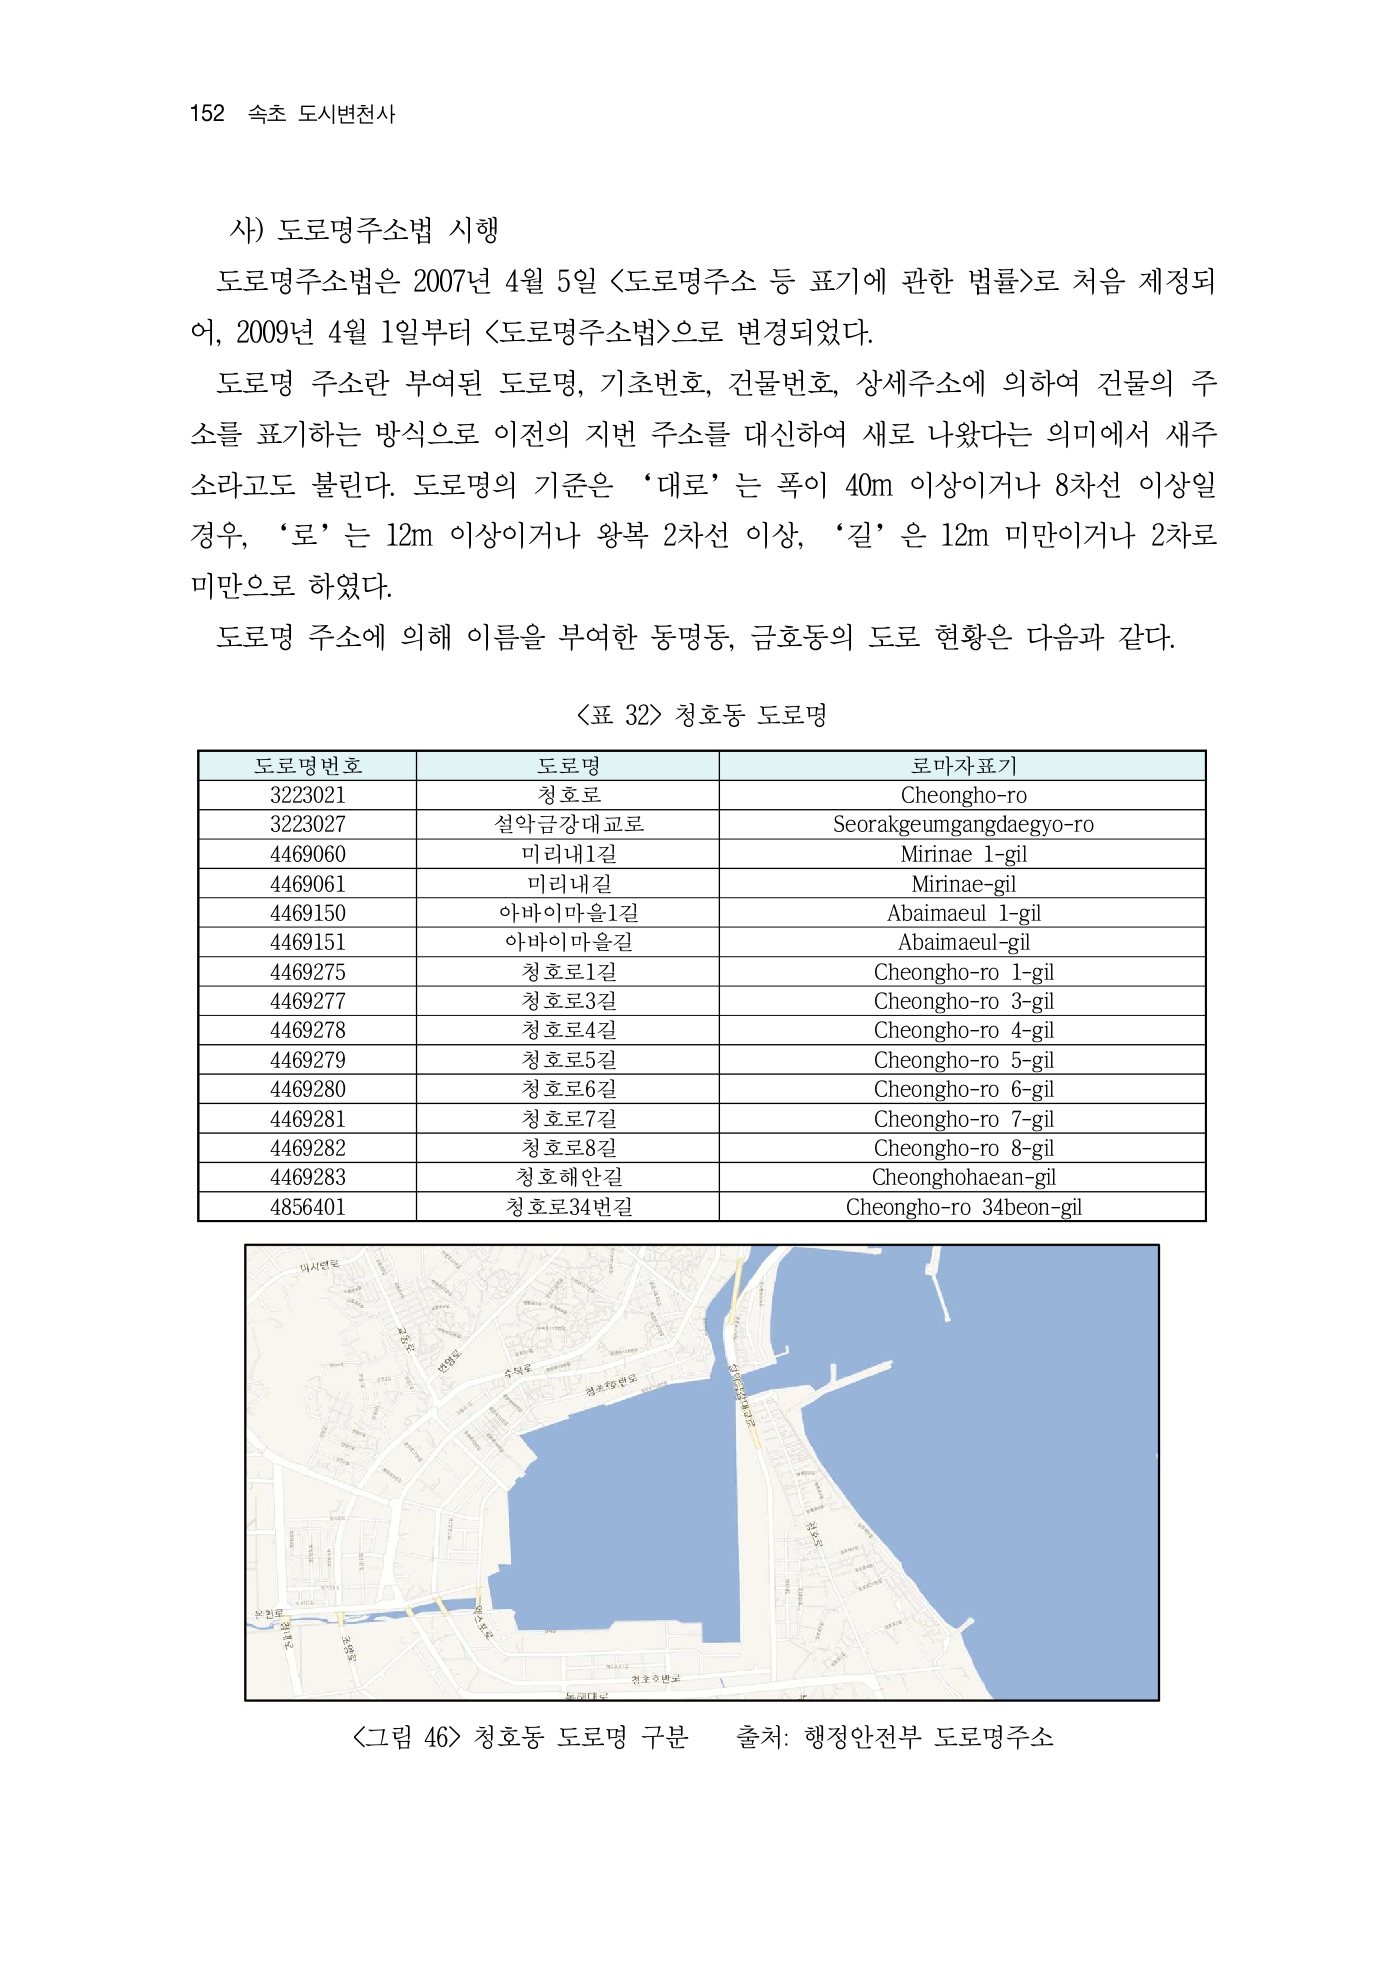 152 속초 도시변천사
사) 도로명주소법 시행
도로명주소법은 2007년 4월 5일 <도로명주소 등 표기에 관한 법률>로 처음 제정되
어, 2009년 4월 1일부터 <도로명주소법>으로 변경되었다.
도로명 주소란 부여된 도로명, 기초번호, 건물번호, 상세주소에 의하여 건물의 주
소를 표기하는 방식으로 이전의 지번 주소를 대신하여 새로 나왔다는 의미에서 새주
소라고도 불린다. 도로명의 기준은 ‘대로’는 폭이 40m 이상이거나 8차선 이상일
경우, ‘로’는 12m 이상이거나 왕복 2차선 이상, ‘길’은 12m 미만이거나 2차로
미만으로 하였다.
도로명 주소에 의해 이름을 부여한 동명동, 금호동의 도로 현황은 다음과 같다.
<표 32> 청호동 도로명
도로명번호 도로명 로마자표기
3223021 청호로 Cheongho-ro
3223027 설악금강대교로 Seorakgeumgangdaegyo-ro
4469060 미리내1길 Mirinae 1-gil
4469061 미리내길 Mirinae-gil
4469150 아바이마을1길 Abaimaeul 1-gil
4469151 아바이마을길 Abaimaeul-gil
4469275 청호로1길 Cheongho-ro 1-gil
4469277 청호로3길 Cheongho-ro 3-gil
4469278 청호로4길 Cheongho-ro 4-gil
4469279 청호로5길 Cheongho-ro 5-gil
4469280 청호로6길 Cheongho-ro 6-gil
4469281 청호로7길 Cheongho-ro 7-gil
4469282 청호로8길 Cheongho-ro 8-gil
4469283 청호해안길 Cheonghohaean-gil
4856401 청호로34번길 Cheongho-ro 34beon-gil
미시령로
교동로
번영로
수복로
청초호반로
설악금강대교로
청호로
온천로
청대로
조양로
엑스포로
청초호반로
동해대로
<그림 46> 청호동 도로명 구분 출처: 행정안전부 도로명주소